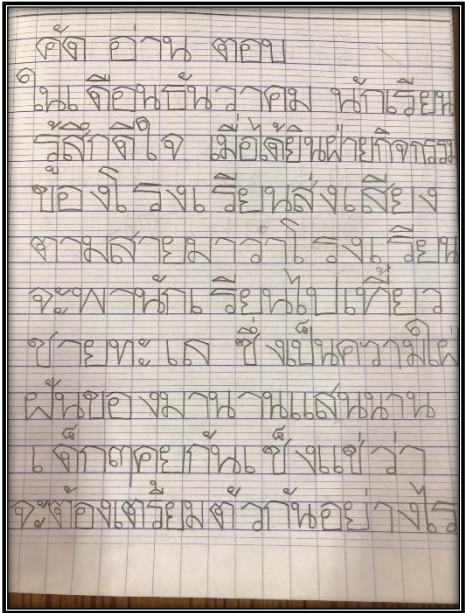 คัด อ่าน ตอบ
ในเดือนธันวาคม นักเรียน
รู้สึกดีใจ เมื่อได้ยินฝ่ายกิจกรรม
ของโรงเรียนส่งเสียง
ตามสายมาว่าโรงเรียน
จะพานักเรียนไปเที่ยว
ชายทะเล ซึ่งเป็นความใฝ่
ฝันของมานานแสนนาน
เด็กๆคุยกันเซ็งแซ่ว่า
จะต้องเตรียมตัวกันอย่างไร